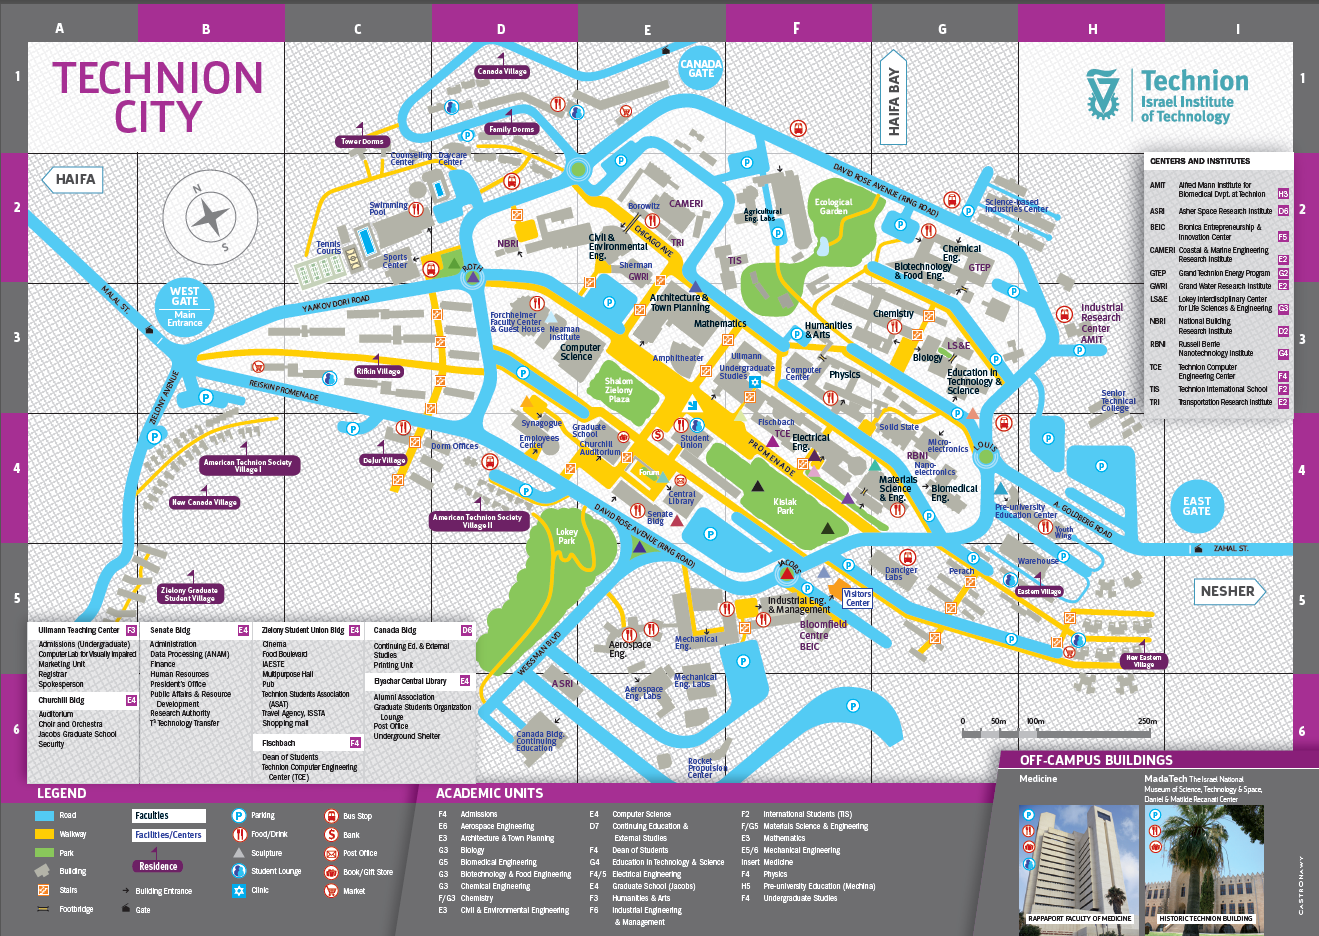 A B C D E F G H I
1 2 3 4 5 6
1 2 3 4 5 6
TECHNION
CITY
CANADA
GATE
HAIFA BAY
Technion
Israel Institute
of Technology
HAIFA
N
S
Canada Village
Family Dorms
Tower Dorms
Counseling
Center
Daycare
Center
Swimming
Pool
Tennis
Courts
Sports
Center
NBRI
ROTH
Borowitz
CAMERI
CHICAGO AVE
TRI
Civil &
Environmental
Eng.
Sherman
GWRI
Agricultural
Eng. Labs
Ecological
Garden
TIS
DAVID ROSE AVENUE (RING ROAD)
Science-based
Industries Center
Chemical
Eng.
Biotechnology
& Food Eng.
GTEP
CENTERS AND INSTITUTES
AMIT Alfred Mann Institute for
Biomedical Dvpt. at Technion H3
ASRI Asher Space Research Institute D6
BEIC Bronica Entrepreneurship &
Innovation Center F5
CAMERI Coastal & Marine Engineering
Research Institute E2
GTEP Grand Technion Energy Program G2
GWRI Grand Water Research Institute E2
LS&E Lokey Interdisciplinary Center
for Life Sciences & Engineering G3
NBRI National Building
Research Institute D2
RBNI Russell Berrie
Nanotechnology Institute G4
TCE Technion Computer
Engineering Center F4
TIS Technion International School F2
TRI Transportation Research Institute E2
MALAL ST.
WEST
GATE
Main
Entrance
YAAKOV DORI ROAD
REISKIN PROMENADE
ZIELONY AVENUE
Rifkin Village
Forchheimer
Faculty Center
& Guest House
Neaman
Institute
Computer
Science
Architecture &
Town Planning
Mathematics
Amphitheater
Shalom
Zielony
Plaza
Ullmann
Undergraduate
Studies
Humanities
& Arts
Computer
Center
Physics
Chemistry
Biology
LS&E
Education in
Technology &
Science
Industrial
Research
Center
AMIT
Senior
Technical
College
American Technion Society
Village I
New Canada Village
DeJur Village
Dorm Offices
American Technion Society
Village II
Synagogue
Employees
Center
Graduate
School
Churchill
Auditorium
Forum
Student
Union
Central
Library
Senate
Bldg
Fischbach
TCE
Electrical
Eng.
PROMENADE
Kislak
Park
Solid State
Micro-
electronics
RBNI
Nano-
electronics
Materials
Science
& Eng.
Biomedical
Eng.
LOUIS
Pre-university
Education Center
Youth
Wing
A. GOLDBERG ROAD
EAST
GATE
ZAHAL ST.
NESHER
Zielony Graduate
Student Village
Lokey
Park
DAVID ROSE AVENUE (RING ROAD)
JACOBS
Danciger
Labs
Perach
Warehouse
Eastern Village
New Eastern
Village
Visitors
Center
Industrial Eng.
& Management
Bloomfield
Centre
BEIC
Aerospace
Eng.
Mechanical
Eng.
WEISSMAN BLVD
ASRI
Aerospace
Eng. Labs
Mechanical
Eng. Labs
Canada Bldg.
Continuing
Education
Rocket
Propulsion
Center
0 50m 100m 250m
Ullmann Teaching Center F3
Admissions (Undergraduate)
Computer Lab for Visually Impaired
Marketing Unit
Registrar
Spokesperson
Churchill Bldg E4
Auditorium
Choir and Orchestra
Jacobs Graduate School
Security
Senate Bldg E4
Administration
Data Processing (ANAM)
Finance
Human Resources
President's Office
Public Affairs & Resource
Development
Research Authority
T³ Technology Transfer
Zielony Student Union Bldg E4
Cinema
Food Boulevard
IAESTE
Multipurpose Hall
Pub
Technion Students Association
(ASAT)
Travel Agency, ISSTA
Shopping mall
Fischbach F4
Dean of Students
Technion Computer Engineering
Center (TCE)
Canada Bldg D6
Continuing Ed. & External
Studies
Printing Unit
Elyachar Central Library E4
Alumni Association
Graduate Students Organization
Lounge
Post Office
Underground Shelter
LEGEND
Road
Walkway
Park
Building
Stairs
Footbridge
Faculties
Facilities/Centers
Residence
Building Entrance
Gate
Parking
Food/Drink
Sculpture
Student Lounge
Clinic
Bus Stop
Bank
Post Office
Book/Gift Store
Market
ACADEMIC UNITS
F4 Admissions
E6 Aerospace Engineering
E3 Architecture & Town Planning
G3 Biology
G5 Biomedical Engineering
G3 Biotechnology & Food Engineering
G3 Chemical Engineering
F/G3 Chemistry
E3 Civil & Environmental Engineering
E4 Computer Science
D7 Continuing Education &
External Studies
F4 Dean of Students
G4 Education in Technology & Science
F4/5 Electrical Engineering
E4 Graduate School (Jacobs)
F3 Humanities & Arts
F6 Industrial Engineering
& Management
F2 International Students (TIS)
F/G5 Materials Science & Engineering
E3 Mathematics
E5/6 Mechanical Engineering
Insert Medicine
F4 Physics
H5 Pre-university Education (Mechina)
F4 Undergraduate Studies
OFF-CAMPUS BUILDINGS
Medicine
MadaTech The Israel National
Museum of Science, Technology & Space,
Daniel & Matilde Recanati Center
RAPPAPORT FACULTY OF MEDICINE
HISTORIC TECHNION BUILDING
CASTRONAWY